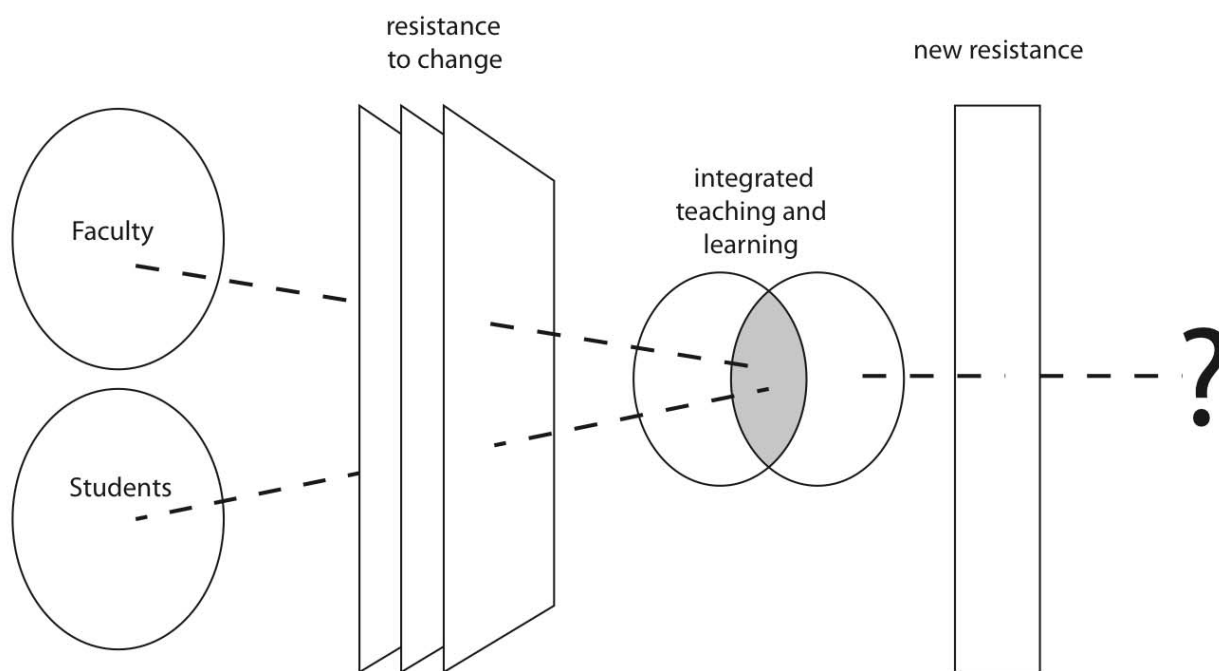 resistance
to change
new resistance
Faculty
integrated
teaching and
learning
Students
?